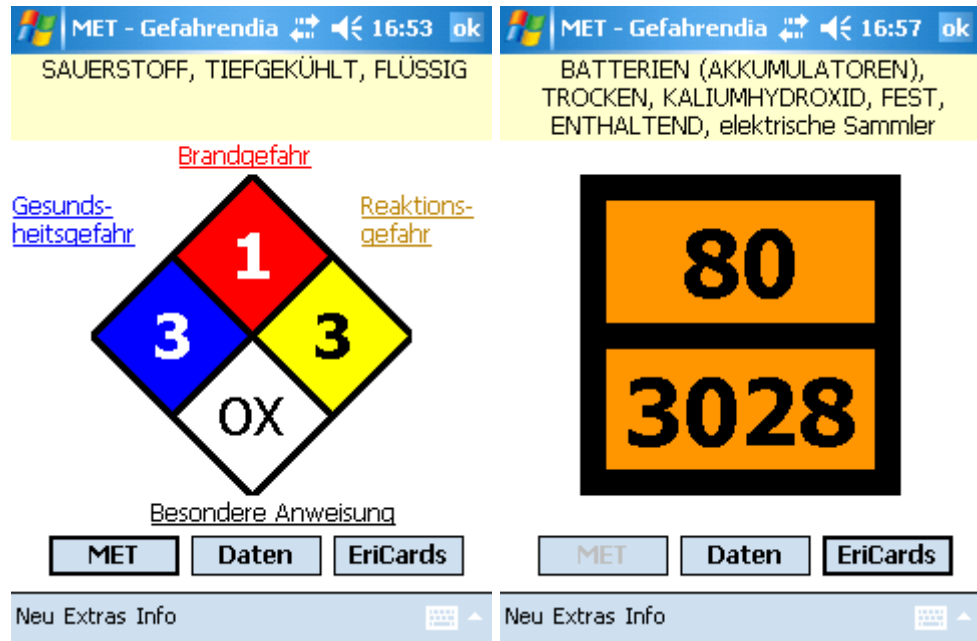 MET - Gefahrendia 16:53 ok
SAUERSTOFF, TIEFGEKÜHLT, FLÜSSIG
Brandgefahr
Gesunds-
heitsgefahr
Reaktions-
gefahr
1
3
3
OX
Besondere Anweisung
MET Daten EriCards
Neu Extras Info
MET - Gefahrendia 16:57 ok
BATTERIEN (AKKUMULATOREN),
TROCKEN, KALIUMHYDROXID, FEST,
ENTHALTEND, elektrische Sammler
80
3028
MET Daten EriCards
Neu Extras Info